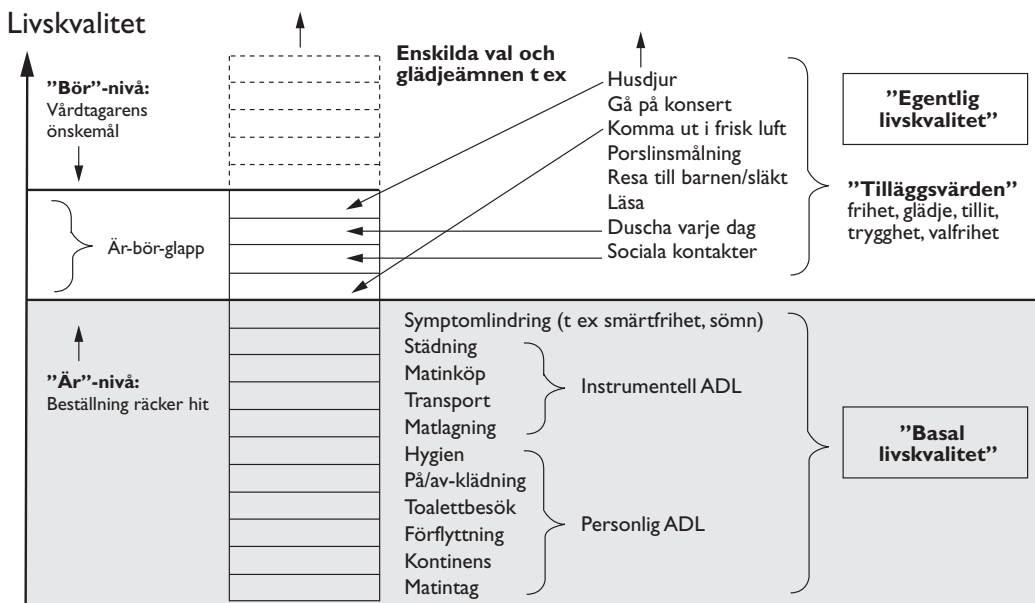 Livskvalitet
"Bör"-nivå:
Vårdtagarens
önskemål
Är-bör-glapp
"Är"-nivå:
Beställning räcker hit
Enskilda val och
glädjeämnen t ex
Husdjur
Gå på konsert
Komma ut i frisk luft
Porslinsmålning
Resa till barnen/släkt
Läsa
Duscha varje dag
Sociala kontakter
”Egentlig
livskvalitet”
”Tilläggsvärden”
frihet, glädje, tillit,
trygghet, valfrihet
Symptomlindring (t ex smärtfrihet, sömn)
Städning
Matinköp
Transport
Matlagning
Instrumentell ADL
Hygien
På/av-klädning
Toalettbesök
Förflyttning
Kontinens
Matintag
Personlig ADL
”Basal
livskvalitet”